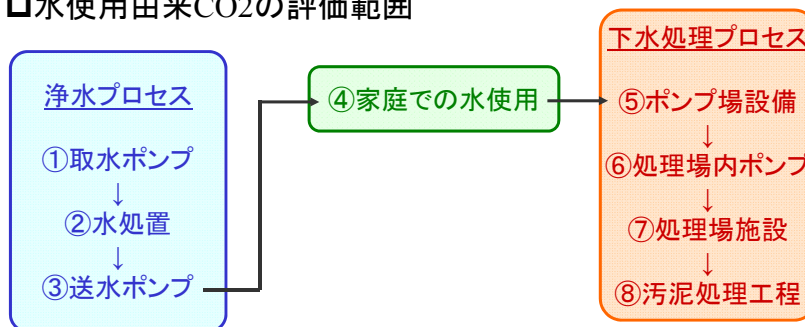 水使用由来CO2の評価範囲
浄水プロセス
①取水ポンプ
↓
②水処置
↓
③送水ポンプ
④家庭での水使用
下水処理プロセス
⑤ポンプ場設備
↓
⑥処理場内ポンプ
↓
⑦処理場施設
↓
⑧汚泥処理工程